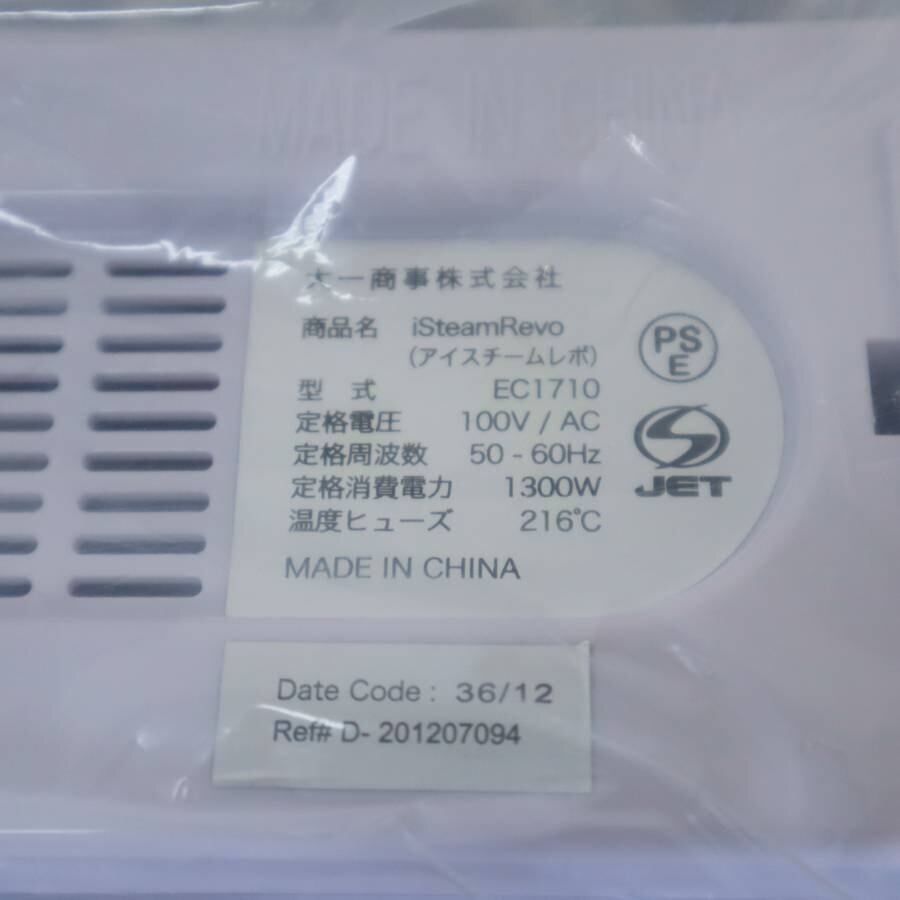 MADE IN CHINA
大一商事株式会社
商品名 iSteamRevo
(アイスチームレボ)
型 式 EC1710
定格電圧 100V / AC
定格周波数 50 - 60Hz
定格消費電力 1300W
温度ヒューズ 216℃
MADE IN CHINA
PS
E
JET
Date Code : 36/12
Ref# D- 201207094